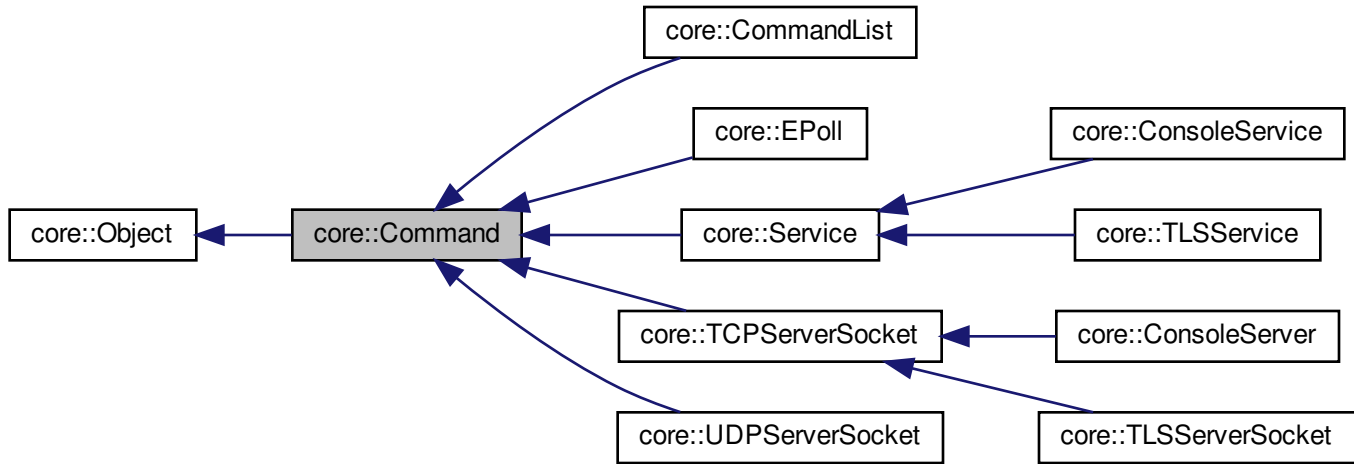 core::CommandList
core::EPoll
core::ConsoleService
core::Object
core::Command
core::Service
core::TLSService
core::TCPServerSocket
core::ConsoleServer
core::UDPServerSocket
core::TLSServerSocket